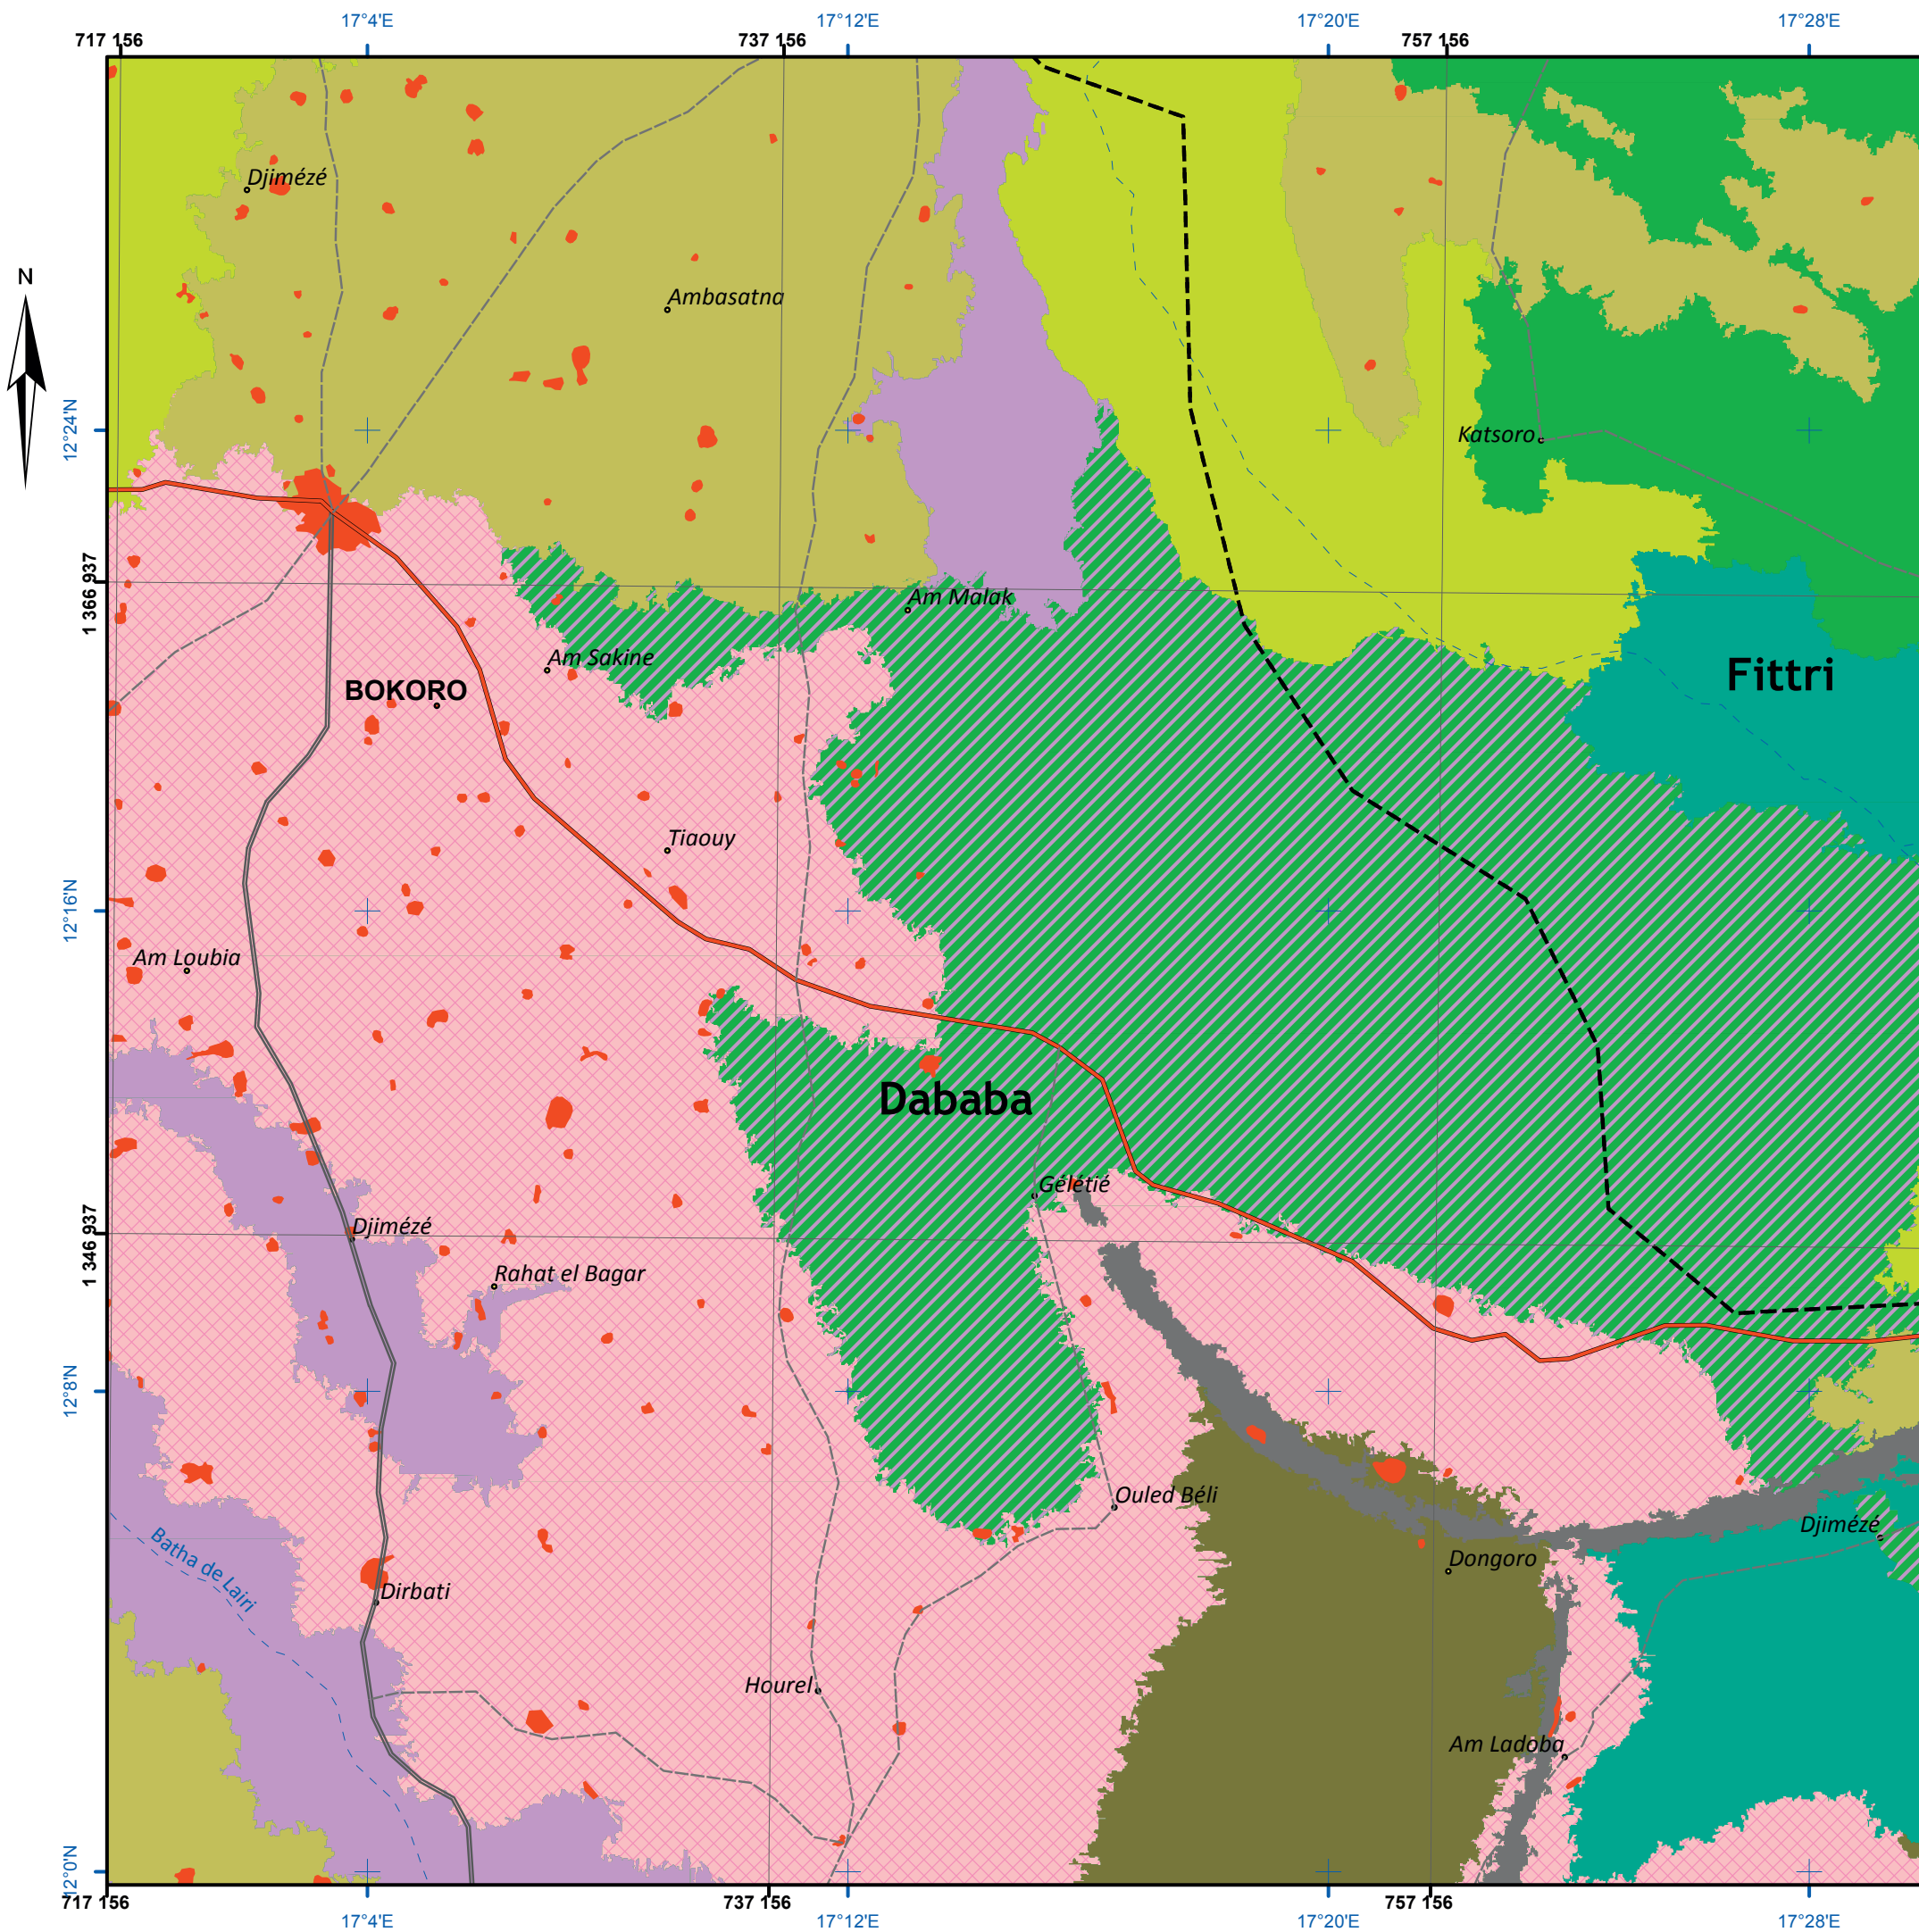 17°4'E
17°12'E
17°20'E
17°28'E
717 156
737 156
757 156
Djimézé
N
Ambasatna
12°24'N
Katsoro
1 366 937
Am Malak
Am Sakine
Fittri
BOKORO
Tiaouy
12°16'N
Am Loubia
Dababa
Gélétié
Djimézé
1 346 937
Rahat el Bagar
12°8'N
Ouled Béli
Djimézé
Batha de Lairi
Dongoro
Dirbati
Hourel
Am Ladoba
12°0'N
717 156
737 156
757 156
17°4'E
17°12'E
17°20'E
17°28'E